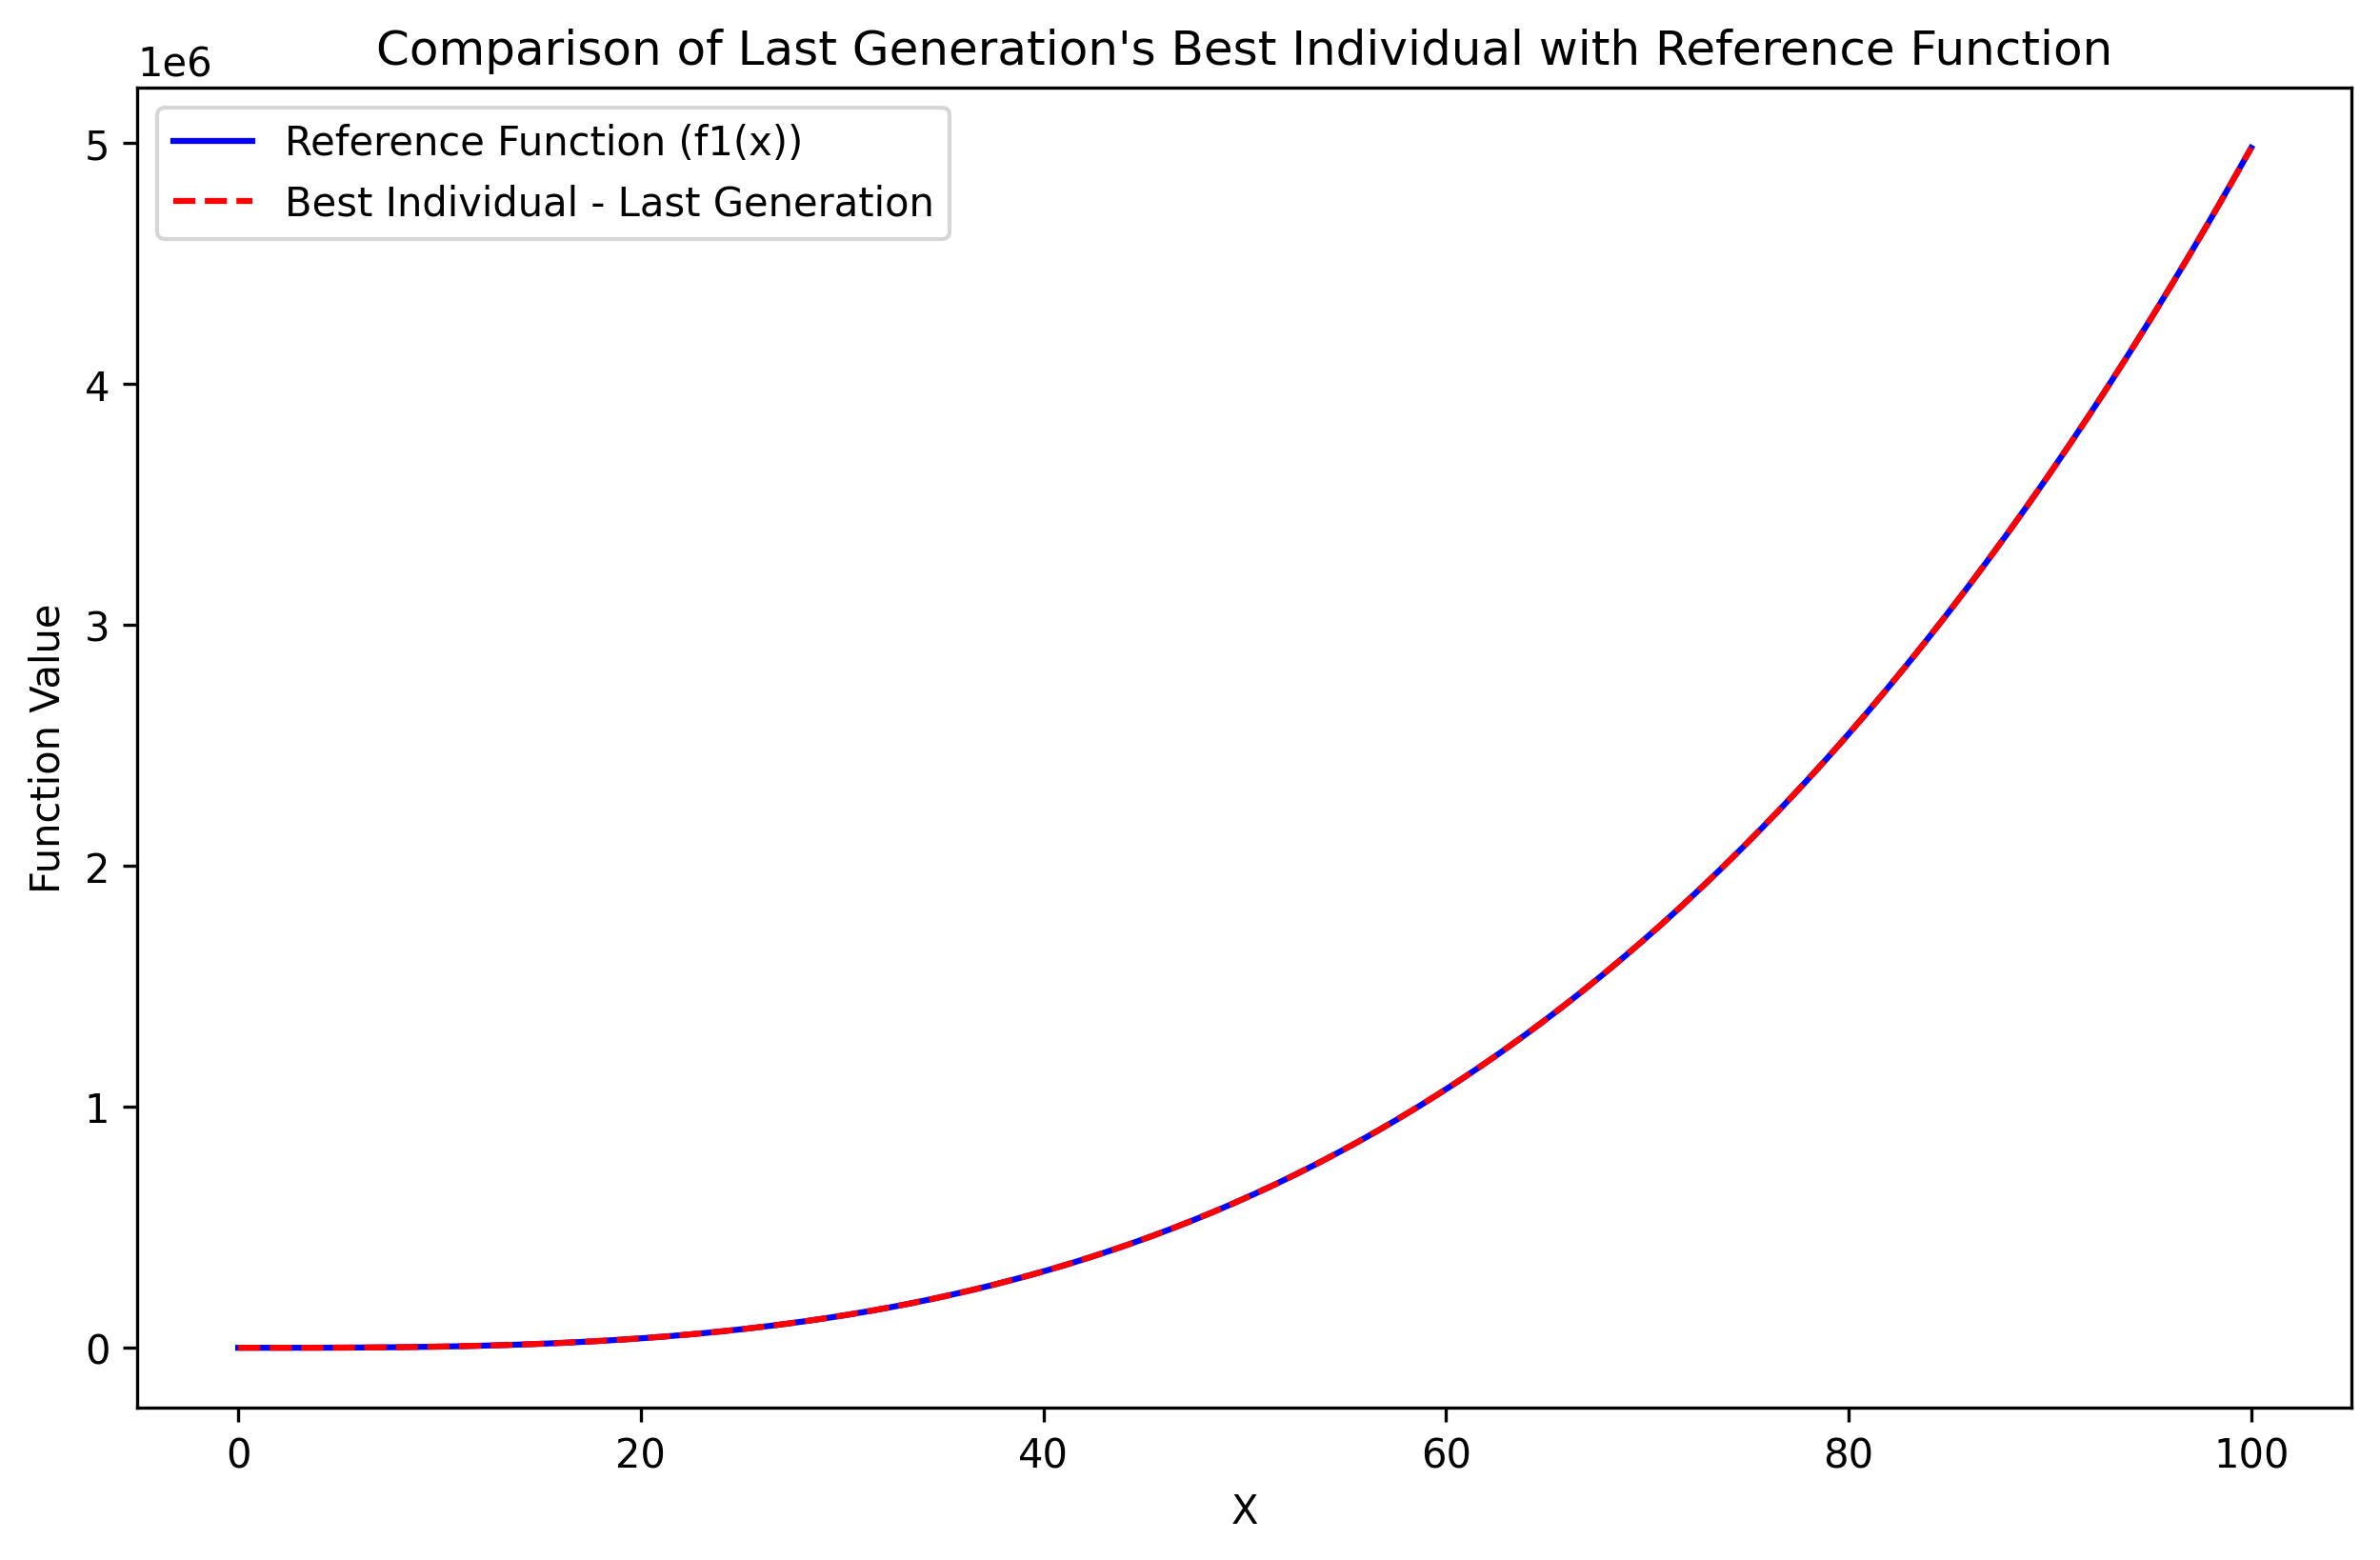 Comparison of Last Generation's Best Individual with Reference Function
1e6
Reference Function (f1(x))
Best Individual - Last Generation
5
4
3
2
1
0
Function Value
0 20 40 60 80 100
X